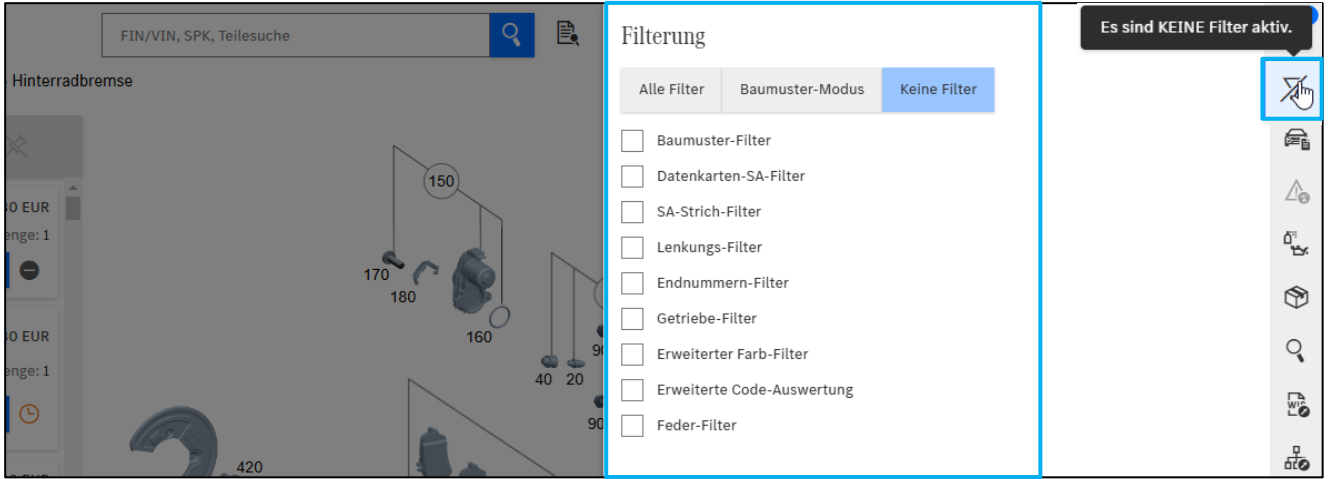 FIN/VIN, SPK, Teilesuche
Hinterradbremse
EUR
1
EUR
1
150
170
180
160
40 20
420
Filterung
Alle Filter Baumuster-Modus Keine Filter
Baumuster-Filter
Datenkarten-SA-Filter
SA-Strich-Filter
Lenkungs-Filter
Endnummern-Filter
Getriebe-Filter
Erweiterter Farb-Filter
Erweiterte Code-Auswertung
Feder-Filter
Es sind KEINE Filter aktiv.